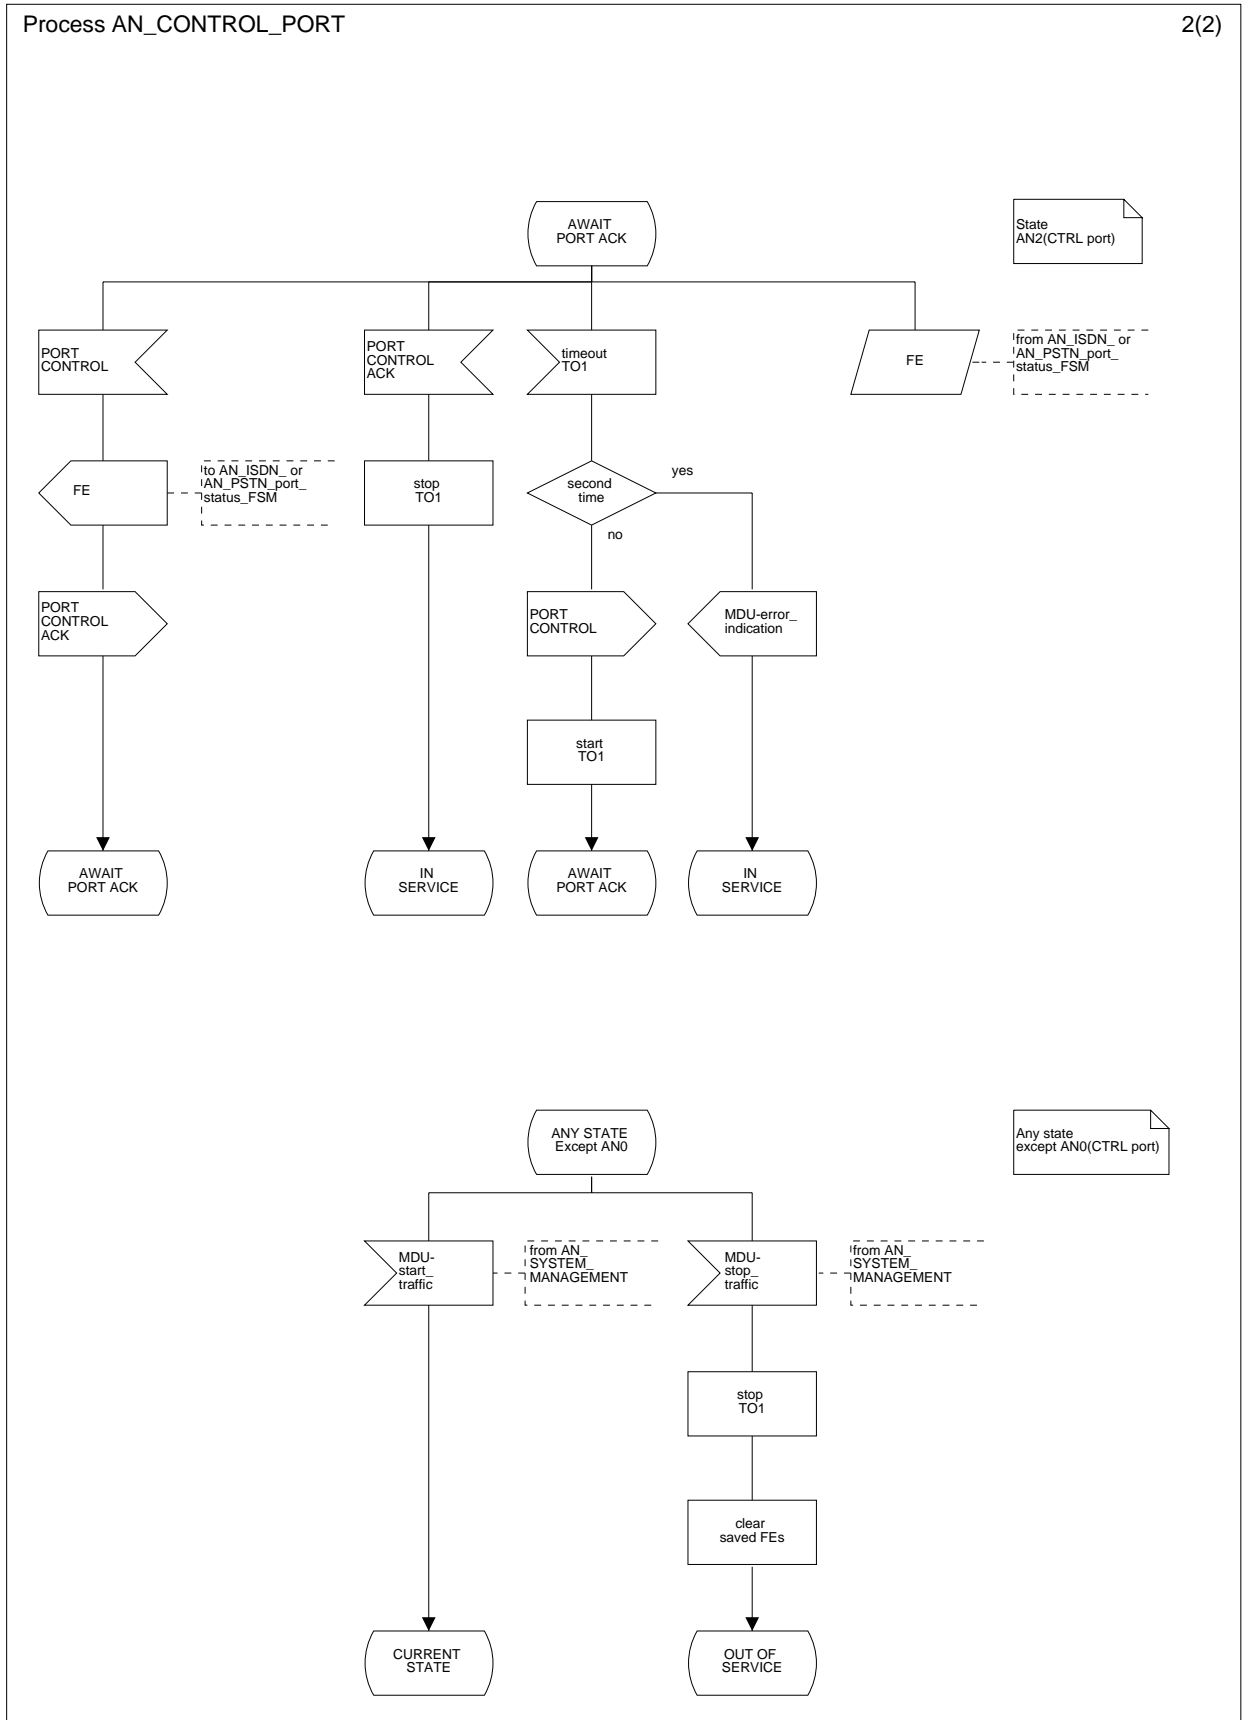 Process AN_CONTROL_PORT
2(2)
AWAIT
PORT ACK
State
AN2(CTRL port)
PORT
CONTROL
PORT
CONTROL
ACK
timeout
TO1
FE
from AN_ISDN_ or
AN_PSTN_port_
status_FSM
FE
to AN_ISDN_ or
AN_PSTN_port_
status_FSM
stop
TO1
second
time
yes
no
PORT
CONTROL
ACK
PORT
CONTROL
MDU-error_
indication
start
TO1
AWAIT
PORT ACK
IN
SERVICE
AWAIT
PORT ACK
IN
SERVICE
ANY STATE
Except AN0
Any state
except AN0(CTRL port)
MDU-
start_
traffic
from AN_
SYSTEM_
MANAGEMENT
MDU-
stop_
traffic
from AN_
SYSTEM_
MANAGEMENT
stop
TO1
clear
saved FEs
CURRENT
STATE
OUT OF
SERVICE